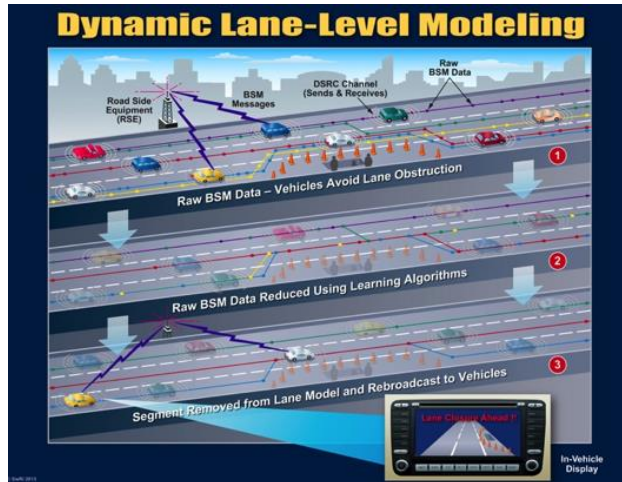 Dynamic Lane-Level Modeling
Road Side
Equipment
(RSE)
BSM
Messages
DSRC Channel
(Sends & Receives)
Raw
BSM Data
1
Raw BSM Data – Vehicles Avoid Lane Obstruction
2
Raw BSM Data Reduced Using Learning Algorithms
3
Segment Removed from Lane Model and Rebroadcast to Vehicles
Lane Closure Ahead !!
In-Vehicle
Display